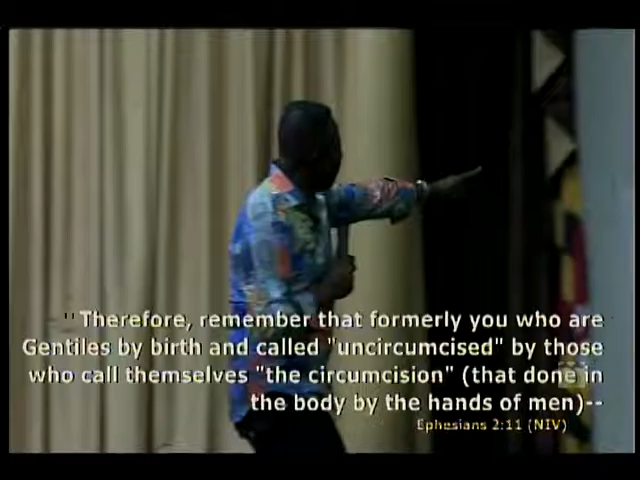 "Therefore, remember that formerly you who are
Gentiles by birth and called "uncircumcised" by those
who call themselves "the circumcision" (that done in
the body by the hands of men)--
Ephesians 2:11 (NIV)